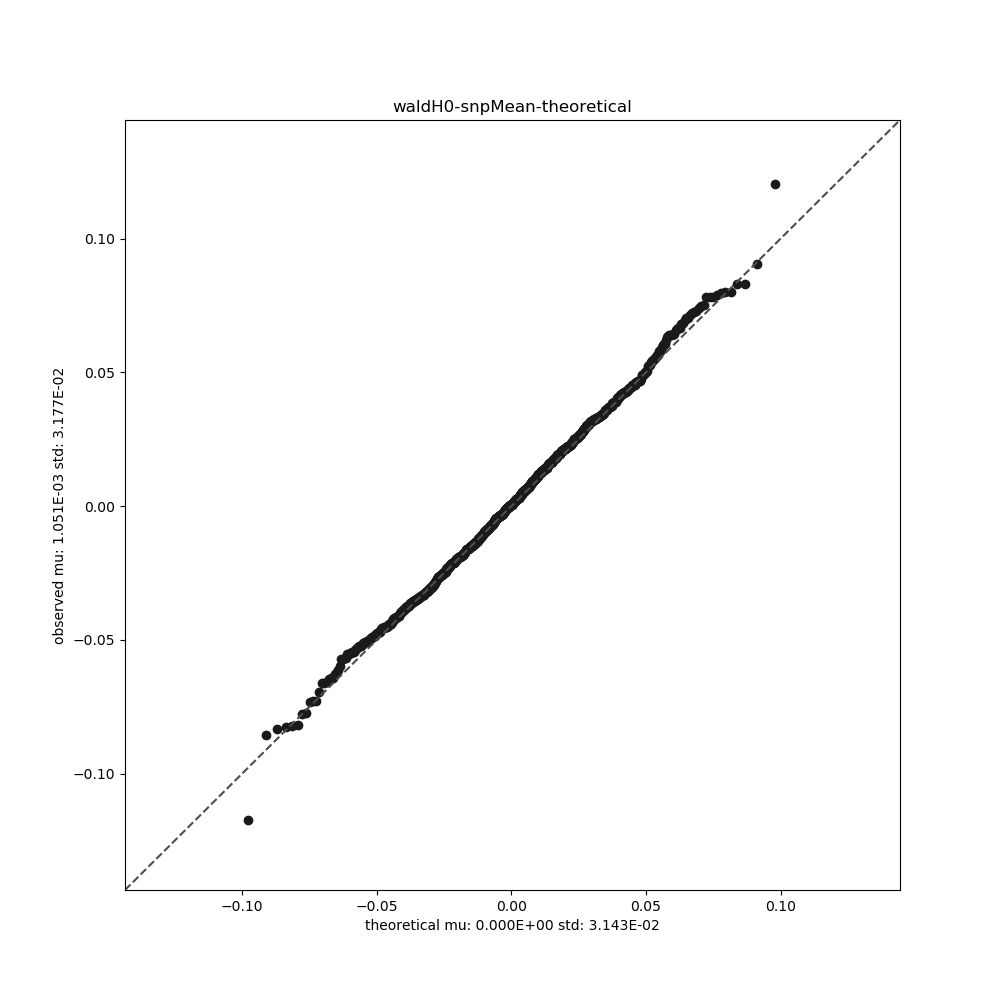 waldH0-snpMean-theoretical
0.10
0.05
0.00
−0.05
−0.10
observed mu: 1.051E-03 std: 3.177E-02
−0.10 −0.05 0.00 0.05 0.10
theoretical mu: 0.000E+00 std: 3.143E-02